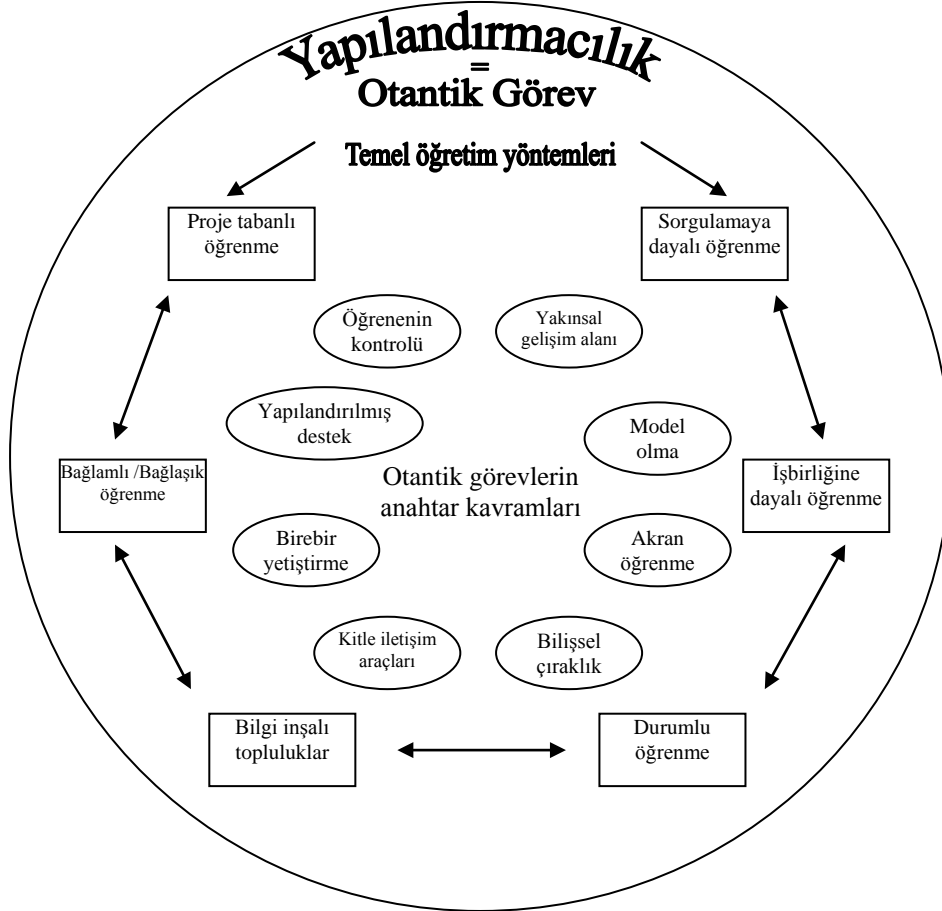 Yapılandırmacılık
=
Otantik Görev
Temel öğretim yöntemleri
Proje tabanlı
öğrenme
Sorgulamaya
dayalı öğrenme
Öğrenenin
kontrolü
Yakınsal
gelişim alanı
Yapılandırılmış
destek
Model
olma
Bağlamlı /Bağlaşık
öğrenme
Otantik görevlerin
anahtar kavramları
İşbirliğine
dayalı öğrenme
Birebir
yetiştirme
Akran
öğrenme
Kitle iletişim
araçları
Bilişsel
çıraklık
Bilgi inşalı
topluluklar
Durumlu
öğrenme